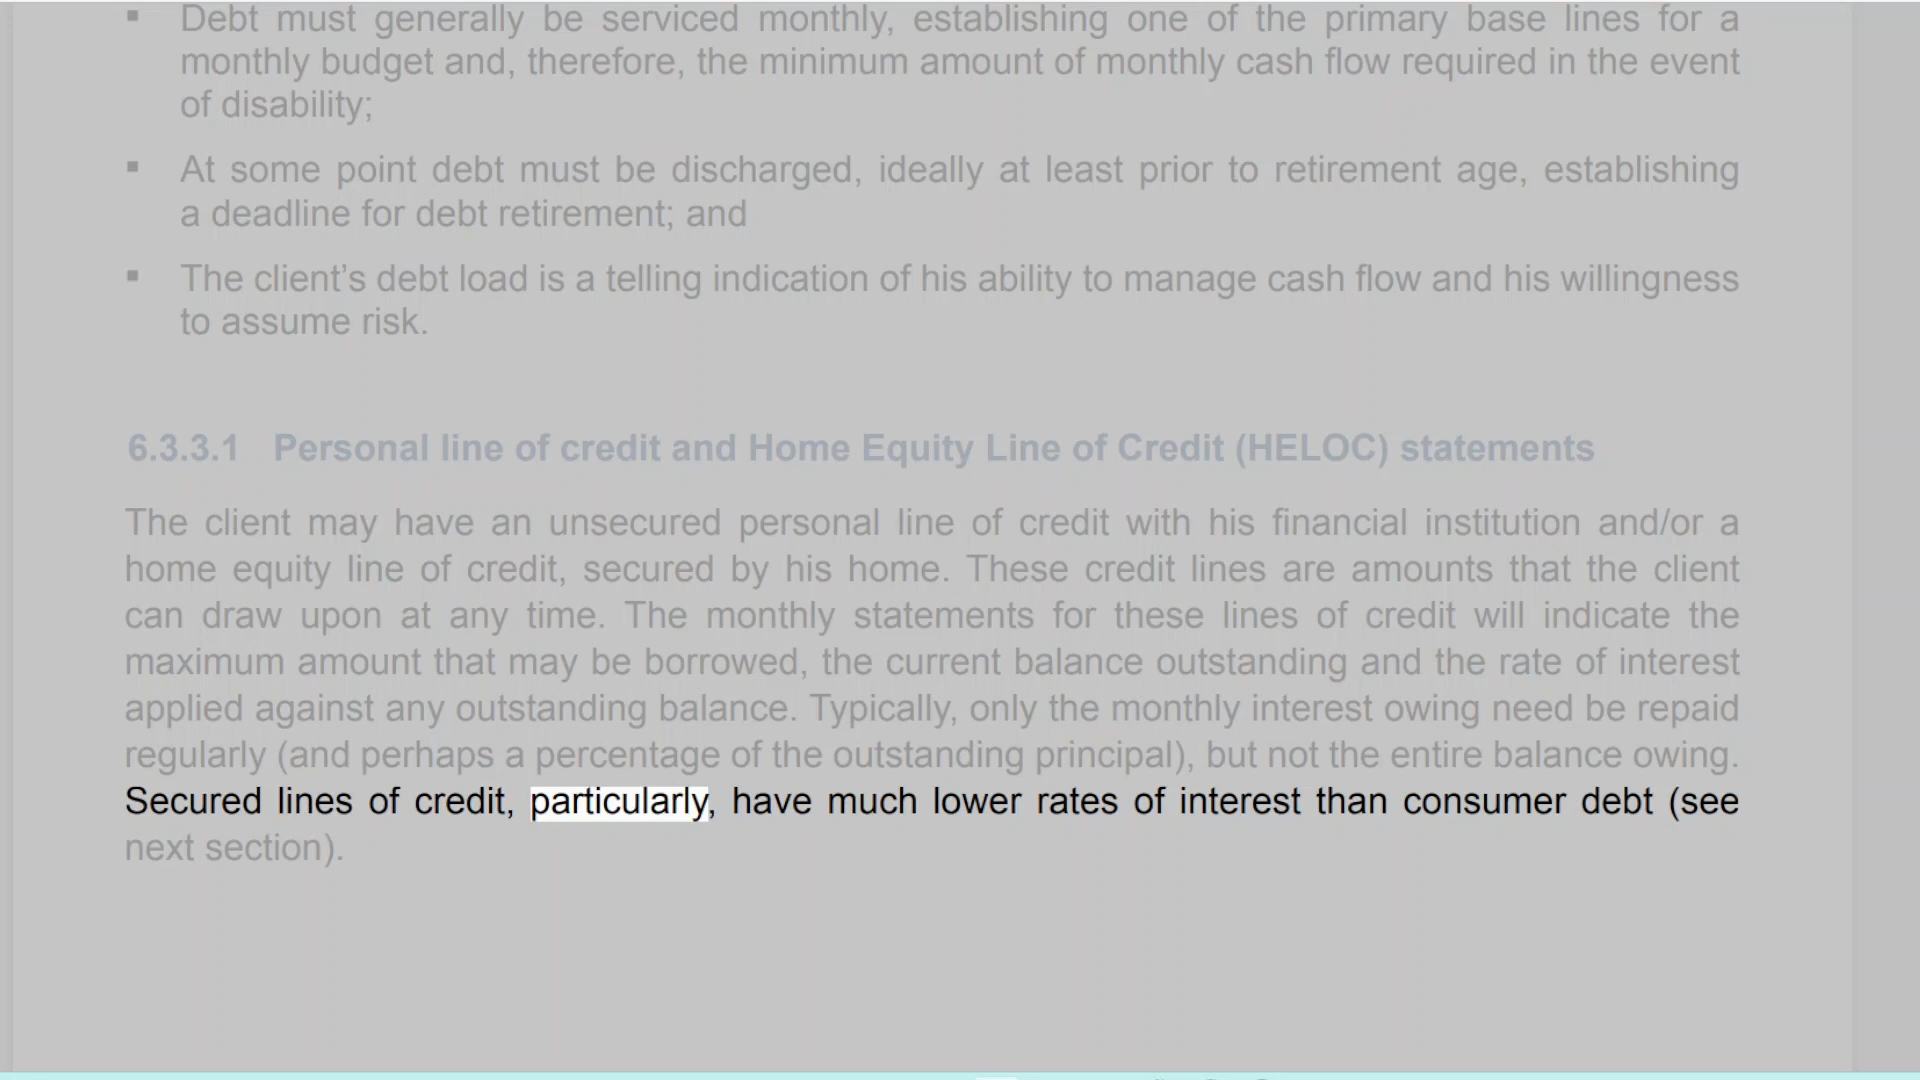 ▪ Debt must generally be serviced monthly, establishing one of the primary base lines for a
monthly budget and, therefore, the minimum amount of monthly cash flow required in the event
of disability;
▪ At some point debt must be discharged, ideally at least prior to retirement age, establishing
a deadline for debt retirement; and
▪ The client’s debt load is a telling indication of his ability to manage cash flow and his willingness
to assume risk.
6.3.3.1 Personal line of credit and Home Equity Line of Credit (HELOC) statements
The client may have an unsecured personal line of credit with his financial institution and/or a
home equity line of credit, secured by his home. These credit lines are amounts that the client
can draw upon at any time. The monthly statements for these lines of credit will indicate the
maximum amount that may be borrowed, the current balance outstanding and the rate of interest
applied against any outstanding balance. Typically, only the monthly interest owing need be repaid
regularly (and perhaps a percentage of the outstanding principal), but not the entire balance owing.
Secured lines of credit, particularly, have much lower rates of interest than consumer debt (see
next section).